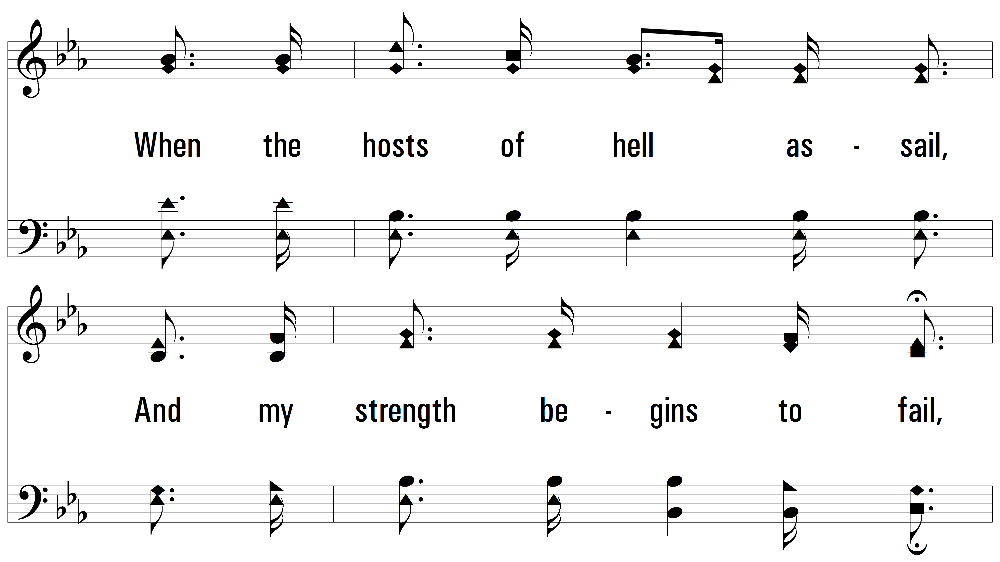 When the hosts of hell as - sail,
And my strength be - gins to fail,